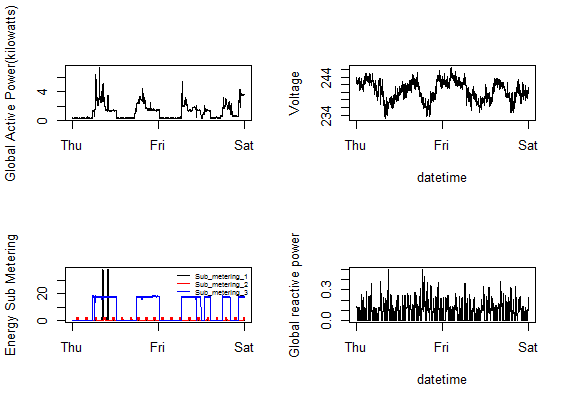 Global Active Power(kilowatts)
4
0
Thu Fri Sat
Voltage
244
234
Thu Fri Sat
datetime
Energy Sub Metering
20
0
Sub_metering_1
Sub_metering_2
Sub_metering_3
Thu Fri Sat
Global reactive power
0.3
0.0
Thu Fri Sat
datetime